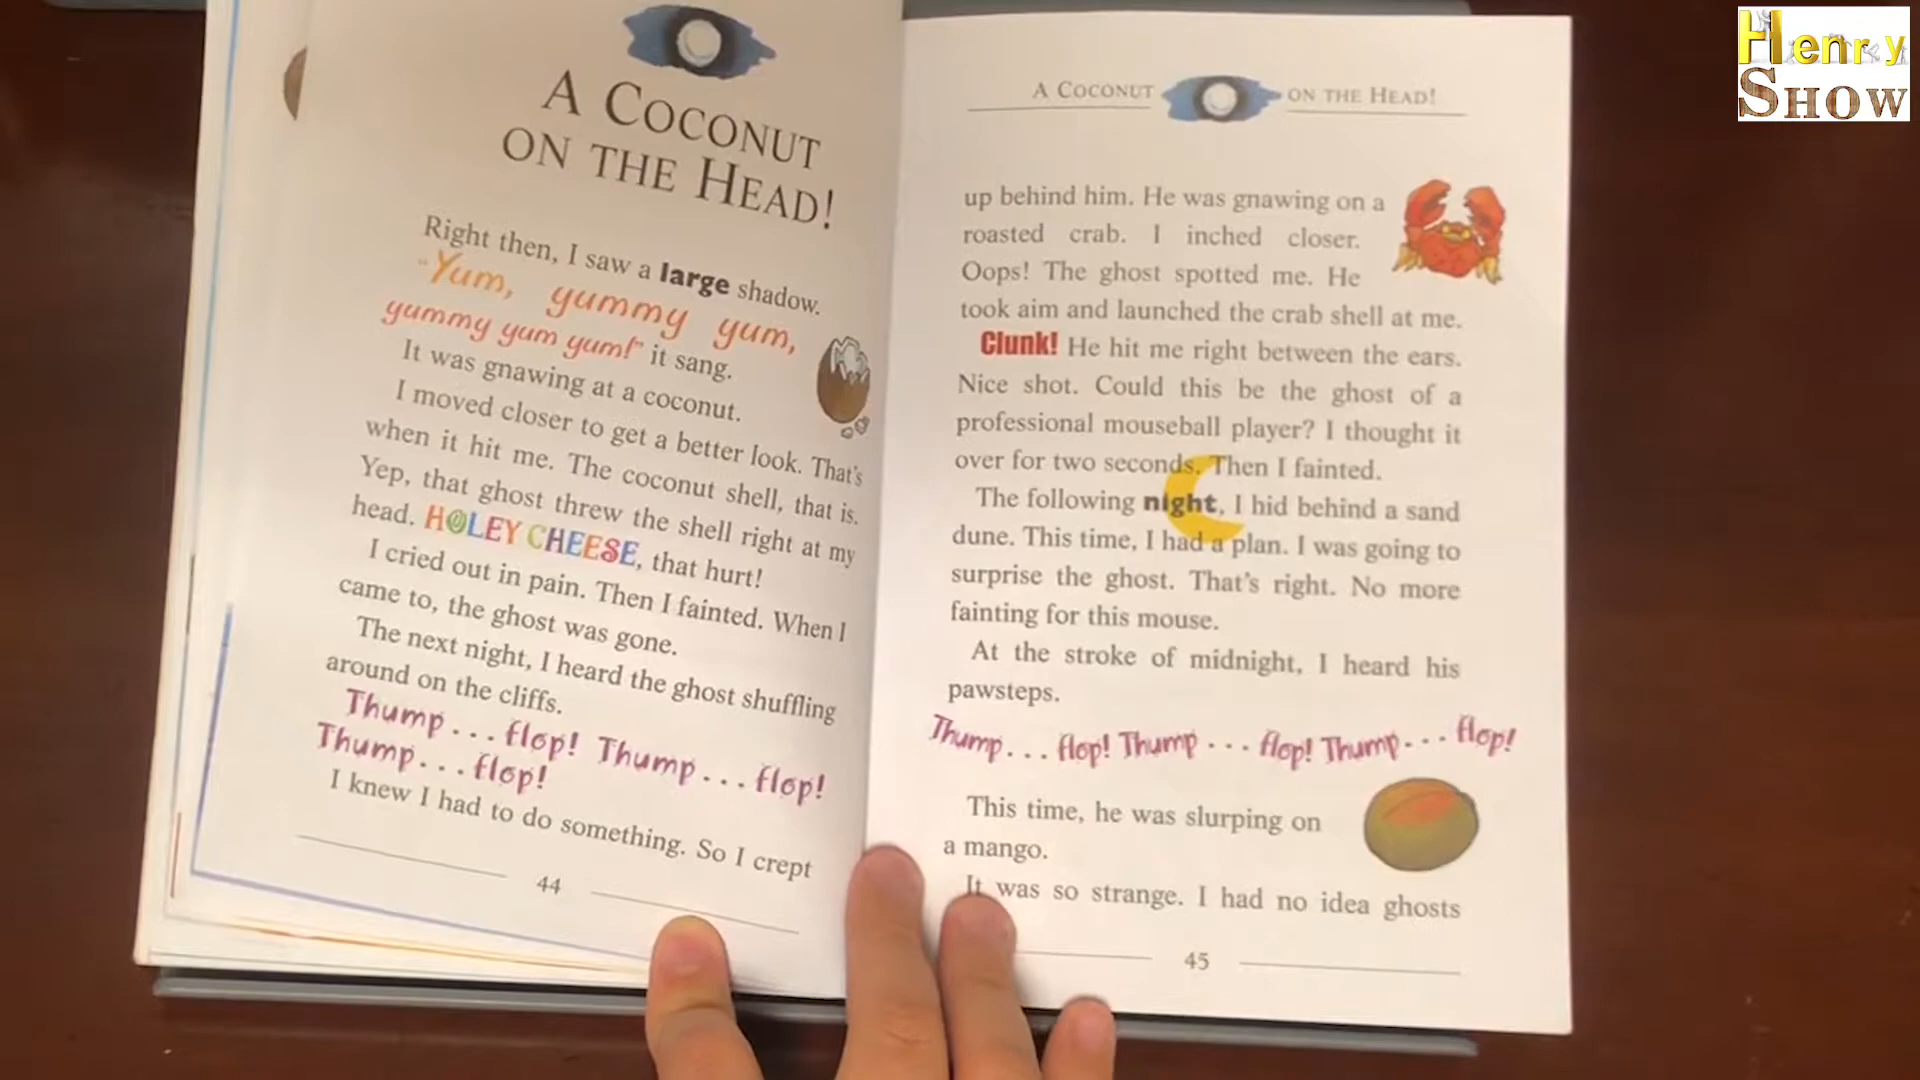 A COCONUT
ON THE HEAD!
Right then, I saw a large shadow.
"Yum, yummy yum,
yummy yum yum!" it sang.
It was gnawing at a coconut.
I moved closer to get a better look. That's
when it hit me. The coconut shell, that is.
Yep, that ghost threw the shell right at my
head. HOLEY CHEESE, that hurt!
I cried out in pain. Then I fainted. When I
came to, the ghost was gone.
The next night, I heard the ghost shuffling
around on the cliffs.
Thump . . . flop! Thump . . . flop!
Thump . . . flop!
I knew I had to do something. So I crept
44
A COCONUT ON THE HEAD!
up behind him. He was gnawing on a
roasted crab. I inched closer.
Oops! The ghost spotted me. He
took aim and launched the crab shell at me.
Clunk! He hit me right between the ears.
Nice shot. Could this be the ghost of a
professional mouseball player? I thought it
over for two seconds. Then I fainted.
The following night, I hid behind a sand
dune. This time, I had a plan. I was going to
surprise the ghost. That's right. No more
fainting for this mouse.
At the stroke of midnight, I heard his
pawsteps.
Thump . . . flop! Thump . . . flop! Thump . . . flop!
This time, he was slurping on
a mango.
It was so strange. I had no idea ghosts
45
Henry
SHOW